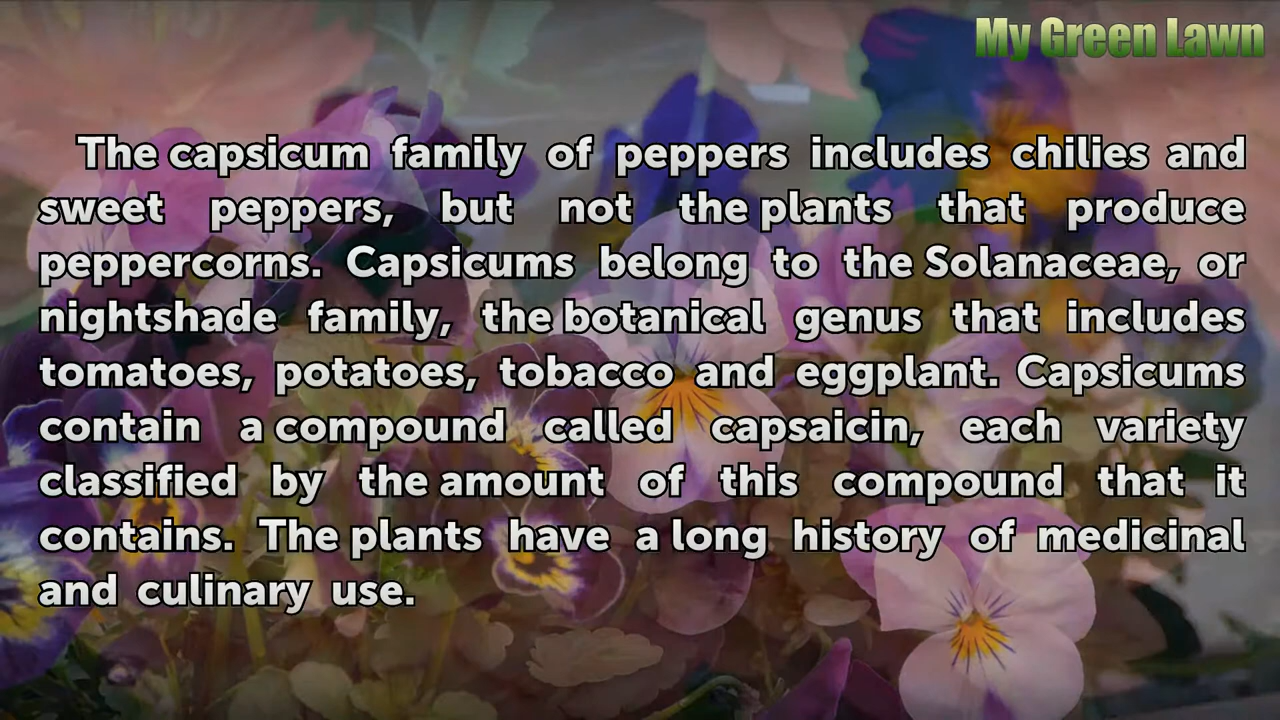 My Green Lawn
The capsicum family of peppers includes chilies and
sweet peppers, but not the plants that produce
peppercorns. Capsicums belong to the Solanaceae, or
nightshade family, the botanical genus that includes
tomatoes, potatoes, tobacco and eggplant. Capsicums
contain a compound called capsaicin, each variety
classified by the amount of this compound that it
contains. The plants have a long history of medicinal
and culinary use.